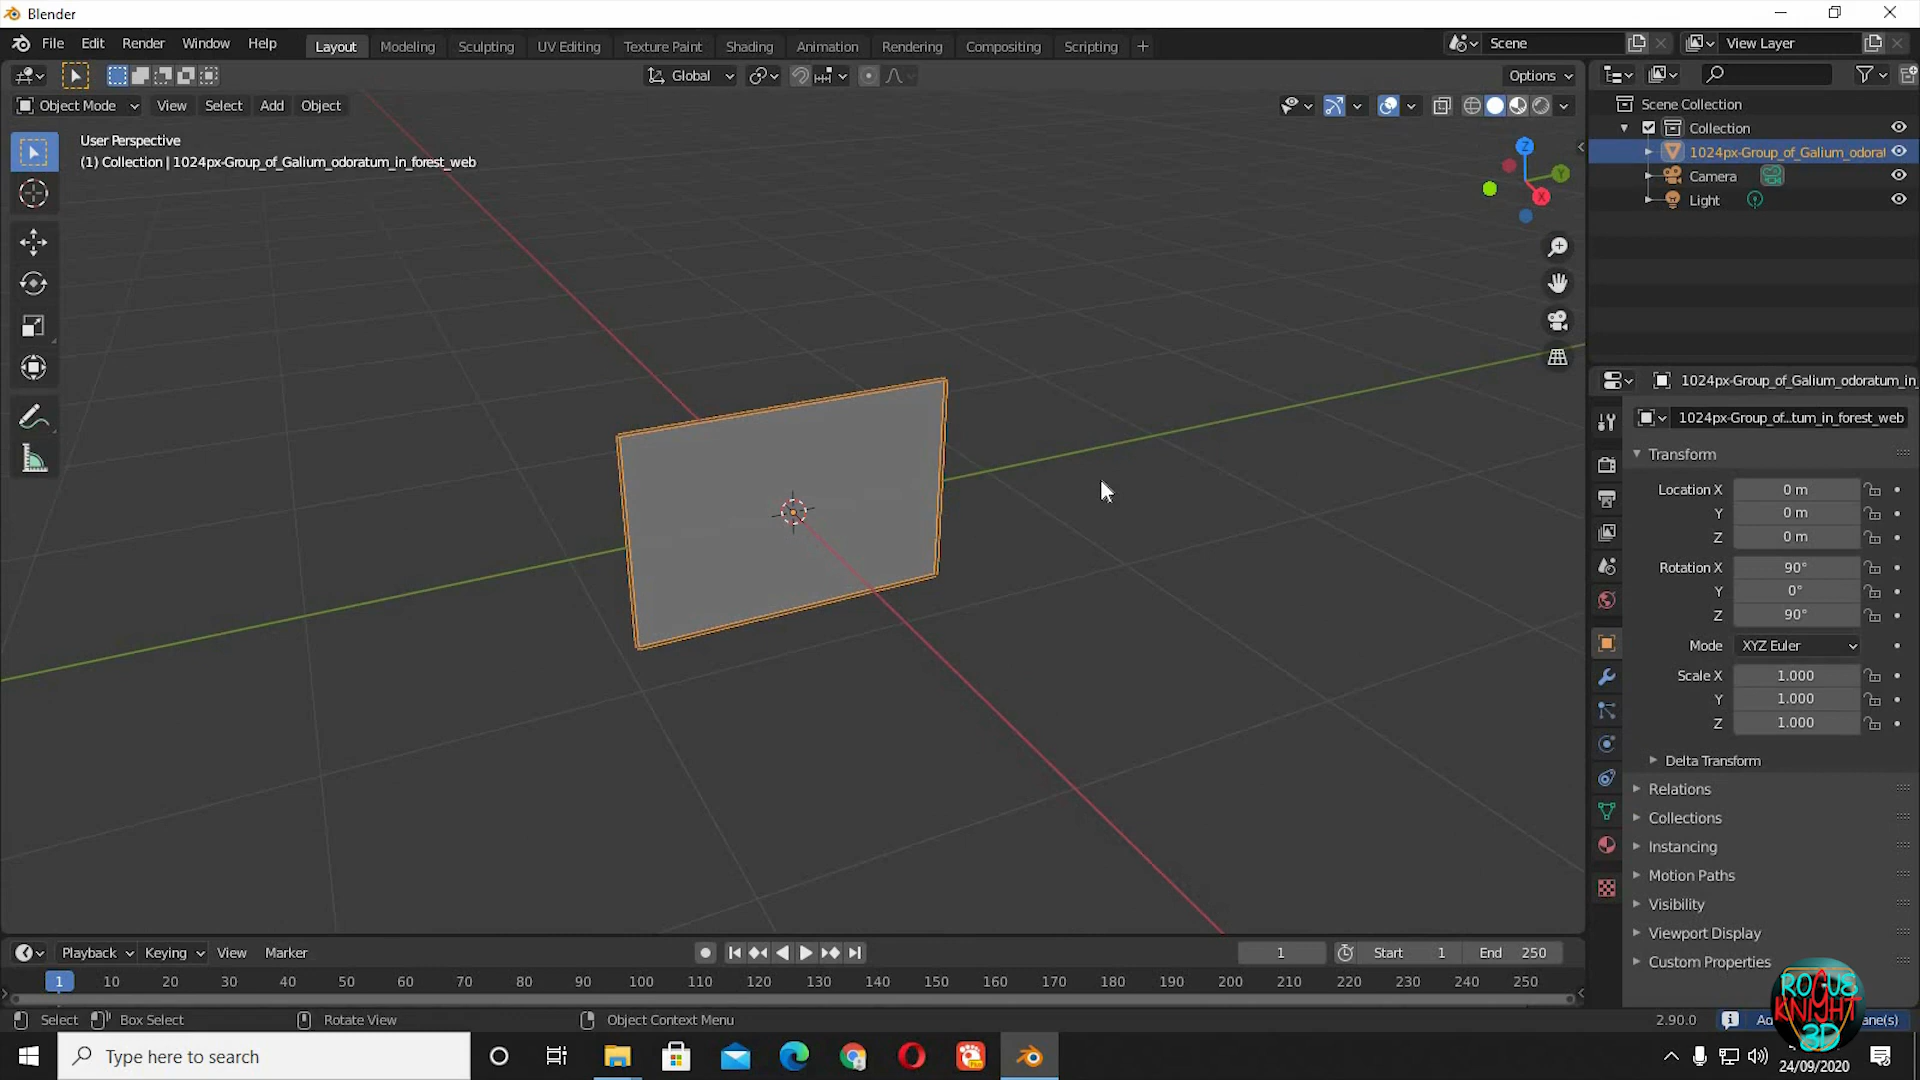 Blender
File Edit Render Window Help Layout Modeling Sculpting UV Editing Texture Paint Shading Animation Rendering Compositing Scripting + Scene View Layer
Global Options
Object Mode View Select Add Object
User Perspective
(1) Collection | 1024px-Group_of_Galium_odoratum_in_forest_web
Z
Y
X
Scene Collection
Collection
1024px-Group_of_Galium_odorat
Camera
Light
1024px-Group_of_Galium_odoratum_in_
1024px-Group_of...tum_in_forest_web
Transform
Location X 0 m
Y 0 m
Z 0 m
Rotation X 90°
Y 0°
Z 90°
Mode XYZ Euler
Scale X 1.000
Y 1.000
Z 1.000
Delta Transform
Relations
Collections
Instancing
Motion Paths
Visibility
Viewport Display
Custom Properties
Playback Keying View Marker 1 Start 1 End 250
1 10 20 30 40 50 60 70 80 90 100 110 120 130 140 150 160 170 180 190 200 210 220 230 240 250
Select Box Select Rotate View Object Context Menu 2.90.0 Ad ane(s)
ROGUE
KNIGHT
3D
Type here to search
24/09/2020